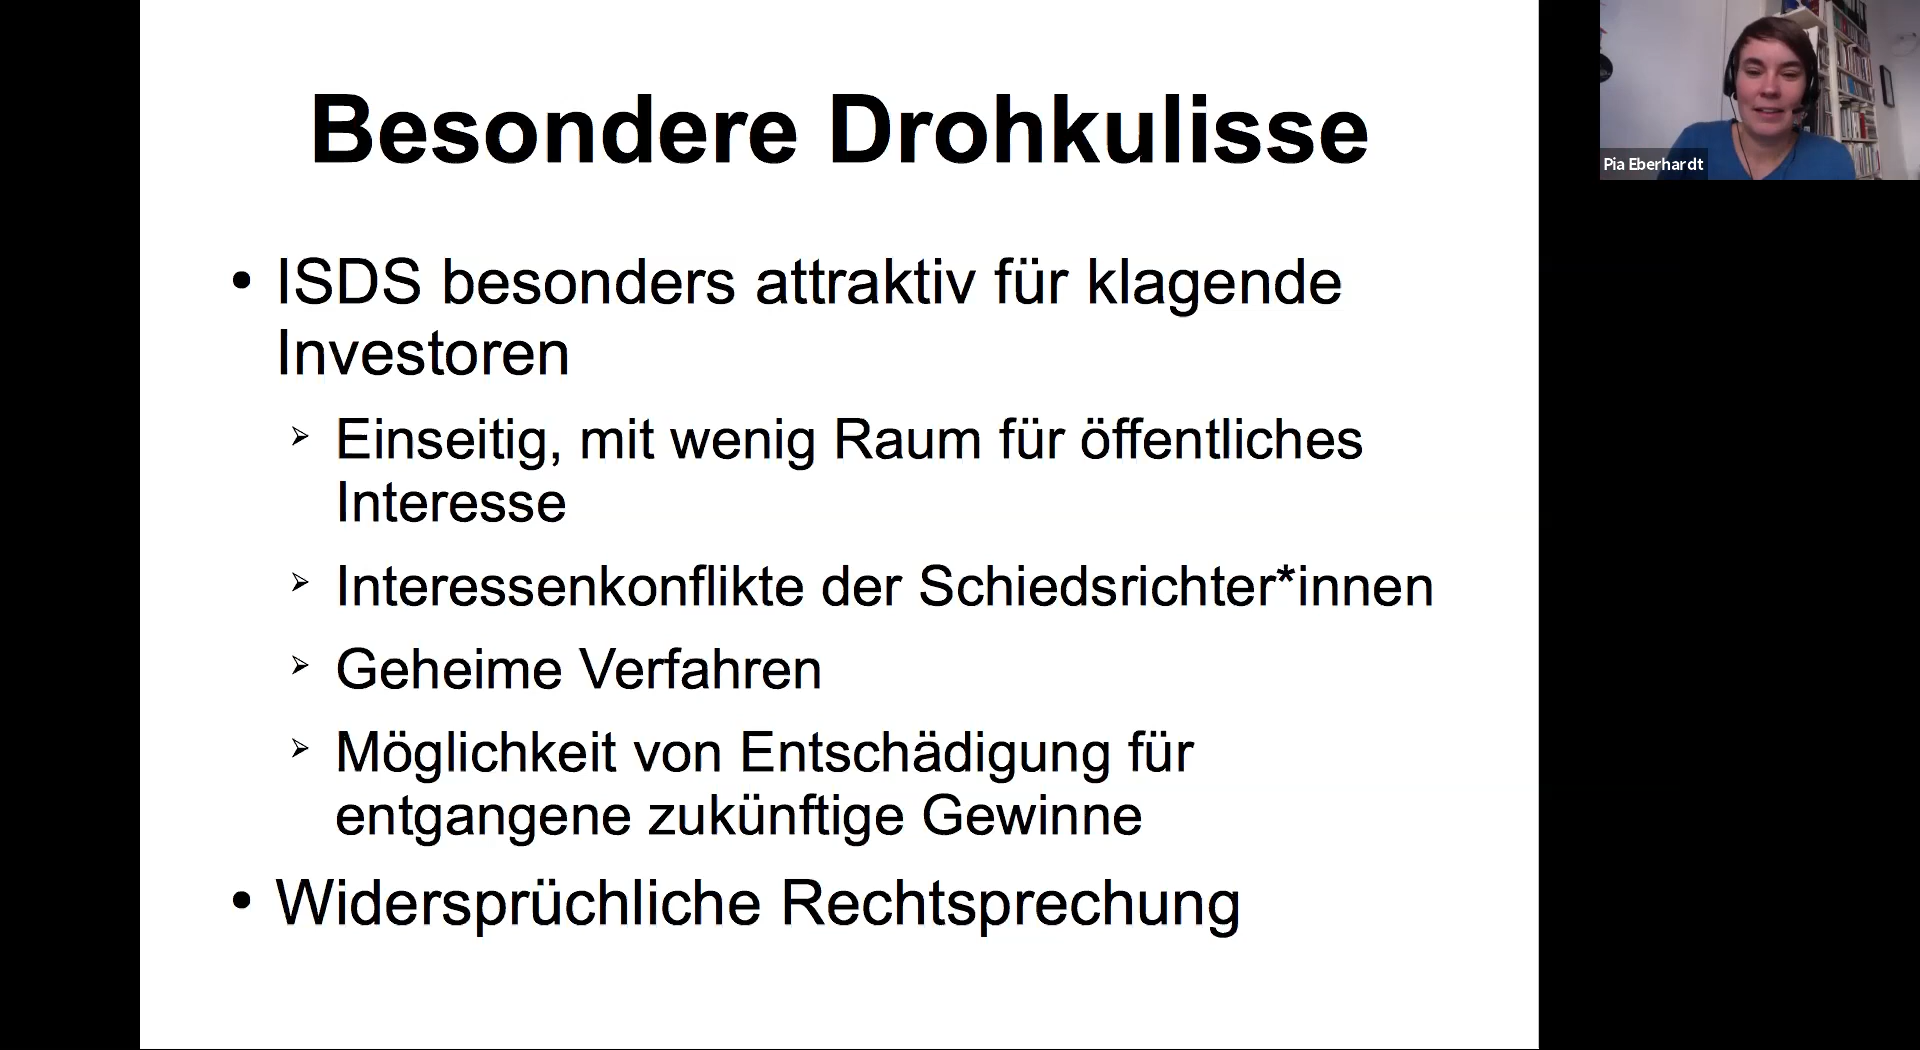 Besondere Drohkulisse
• ISDS besonders attraktiv für klagende
Investoren
➢ Einseitig, mit wenig Raum für öffentliches
Interesse
➢ Interessenkonflikte der Schiedsrichter*innen
➢ Geheime Verfahren
➢ Möglichkeit von Entschädigung für
entgangene zukünftige Gewinne
• Widersprüchliche Rechtsprechung
Pia Eberhardt